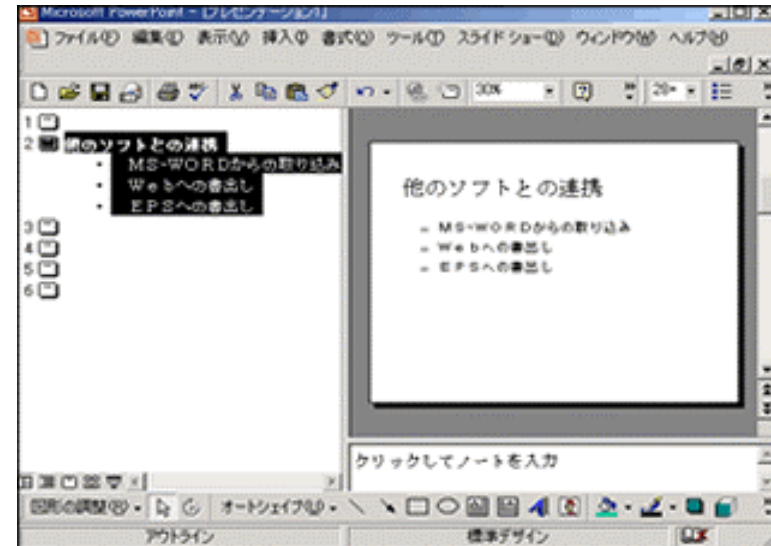 Microsoft PowerPoint - [プレゼンテーション1]
ファイル(F) 編集(E) 表示(V) 挿入(I) 書式(O) ツール(T) スライド ショー(D) ウィンドウ(W) ヘルプ(H)
30%
1
2 他のソフトとの連携
・ MS-WORDからの取り込み
・ Webへの書出し
・ EPSへの書出し
3
4
5
6
他のソフトとの連携
– MS-WORDからの取り込み
– Webへの書出し
– EPSへの書出し
クリックしてノートを入力
図形の調整(R) オートシェイプ(U)
アウトライン 標準デザイン